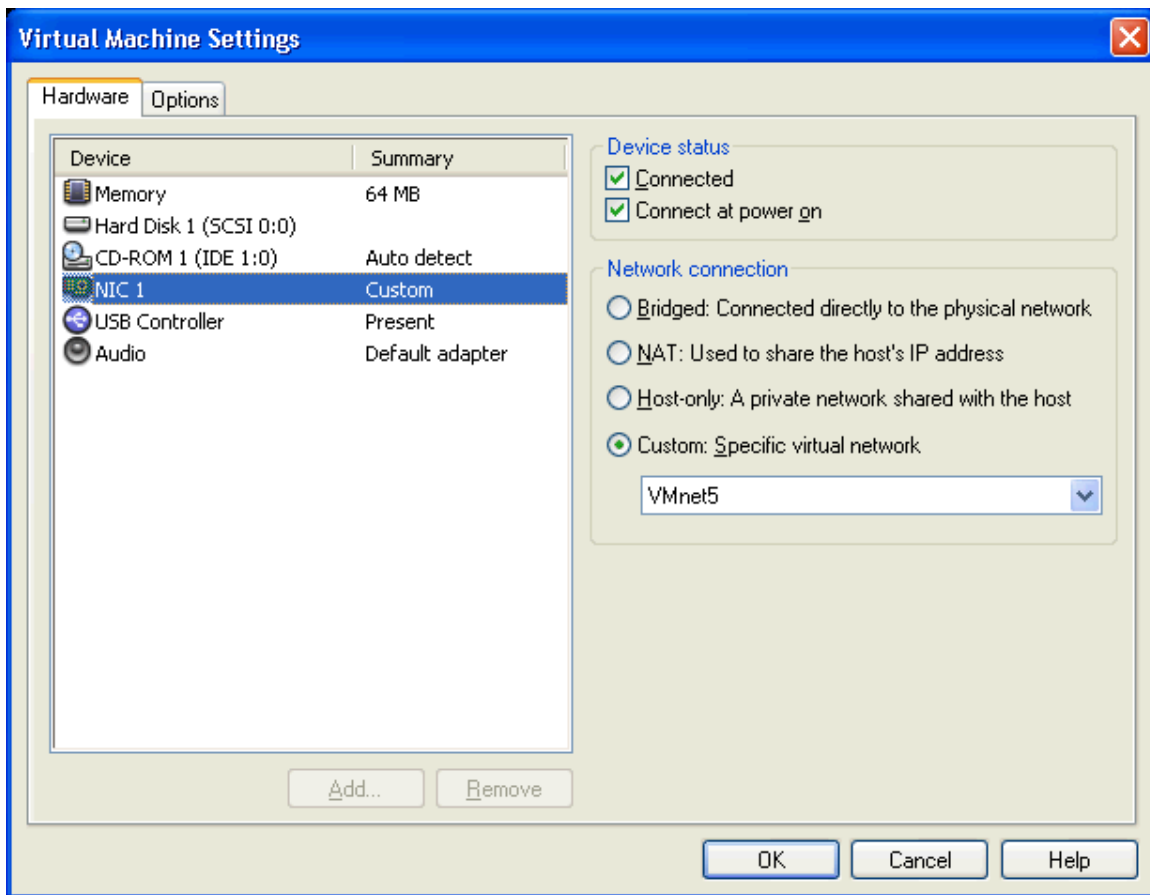 Virtual Machine Settings
Hardware Options
Device Summary
Memory 64 MB
Hard Disk 1 (SCSI 0:0)
CD-ROM 1 (IDE 1:0) Auto detect
NIC 1 Custom
USB Controller Present
Audio Default adapter
Add... Remove
Device status
Connected
Connect at power on
Network connection
Bridged: Connected directly to the physical network
NAT: Used to share the host's IP address
Host-only: A private network shared with the host
Custom: Specific virtual network
VMnet5
OK Cancel Help